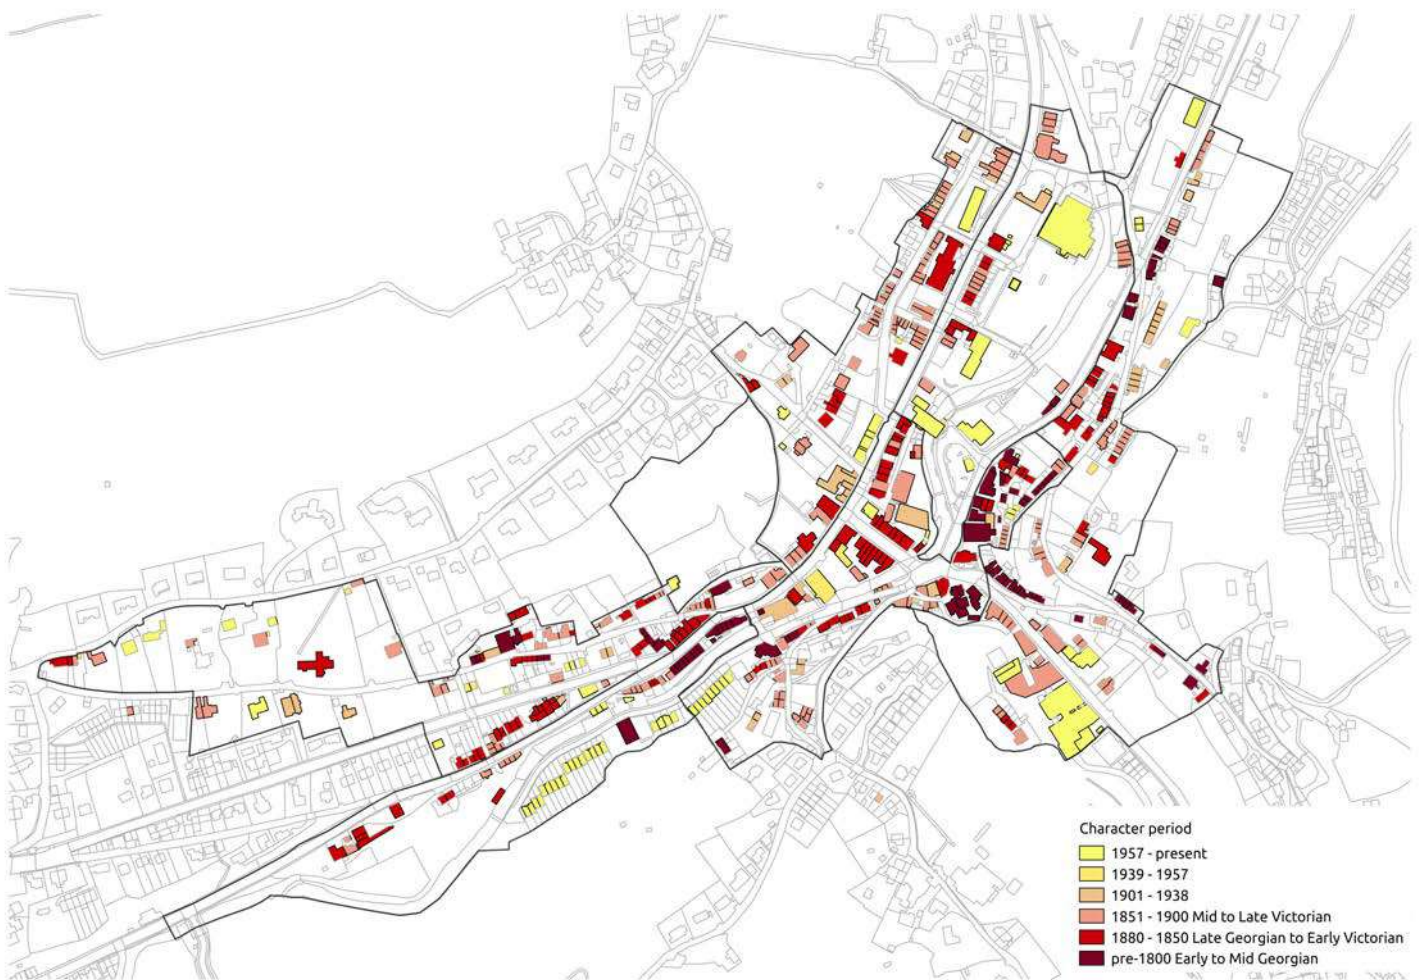 Character period
1957 - present
1939 - 1957
1901 - 1938
1851 - 1900 Mid to Late Victorian
1880 - 1850 Late Georgian to Early Victorian
pre-1800 Early to Mid Georgian